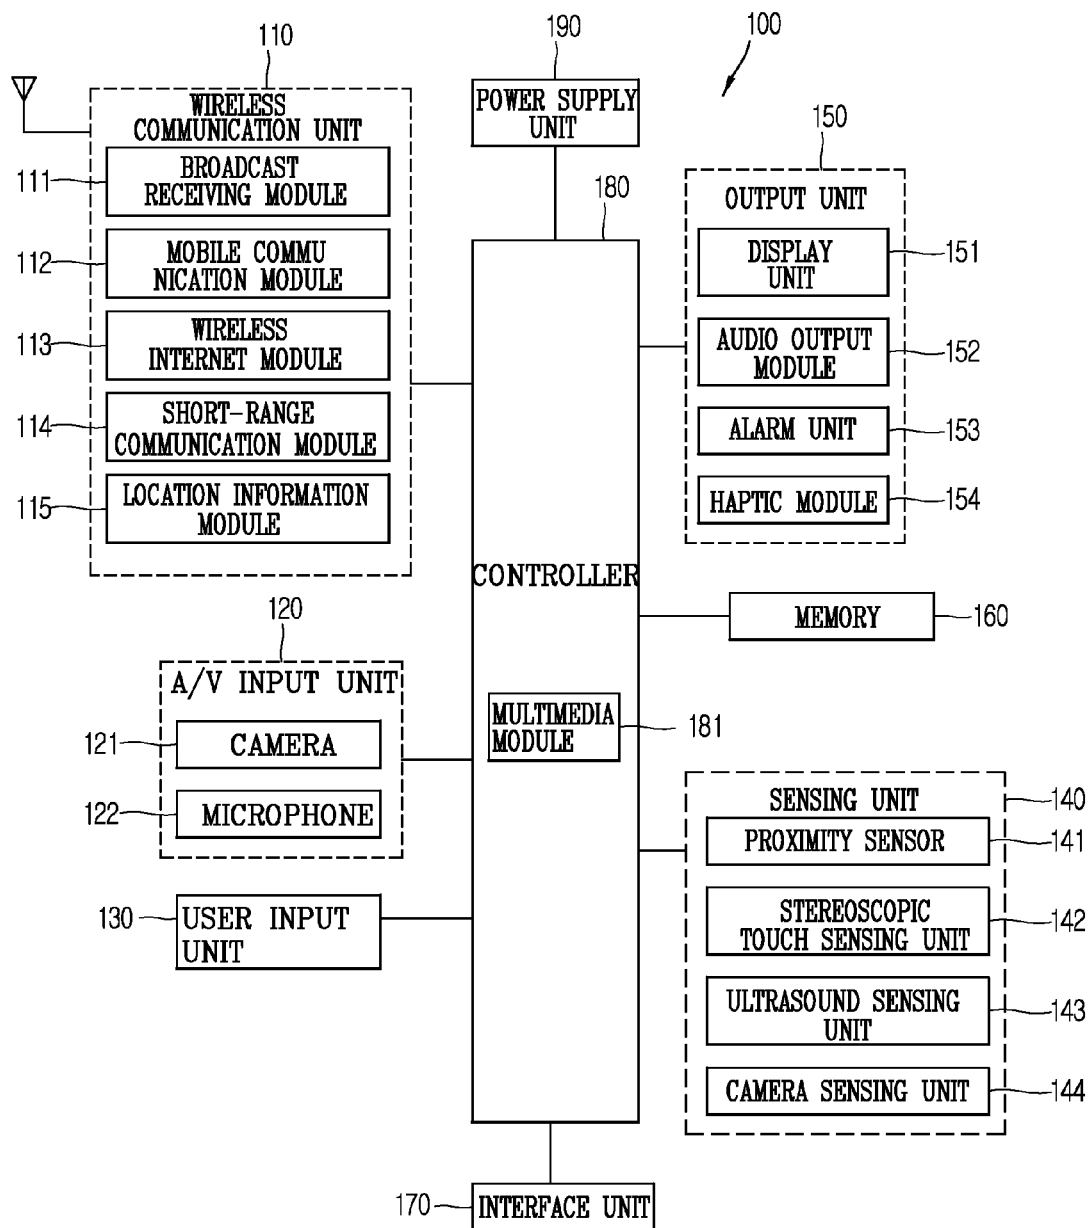 100
190
POWER SUPPLY
UNIT
110
WIRELESS
COMMUNICATION UNIT
111
BROADCAST
RECEIVING MODULE
112
MOBILE COMMU
NICATION MODULE
113
WIRELESS
INTERNET MODULE
114
SHORT-RANGE
COMMUNICATION MODULE
115
LOCATION INFORMATION
MODULE
120
A/V INPUT UNIT
121
CAMERA
122
MICROPHONE
130
USER INPUT
UNIT
180
CONTROLLER
MULTIMEDIA
MODULE
181
150
OUTPUT UNIT
DISPLAY
UNIT
151
AUDIO OUTPUT
MODULE
152
ALARM UNIT
153
HAPTIC MODULE
154
MEMORY
160
SENSING UNIT
140
PROXIMITY SENSOR
141
STEREOSCOPIC
TOUCH SENSING UNIT
142
ULTRASOUND SENSING
UNIT
143
CAMERA SENSING UNIT
144
170
INTERFACE UNIT